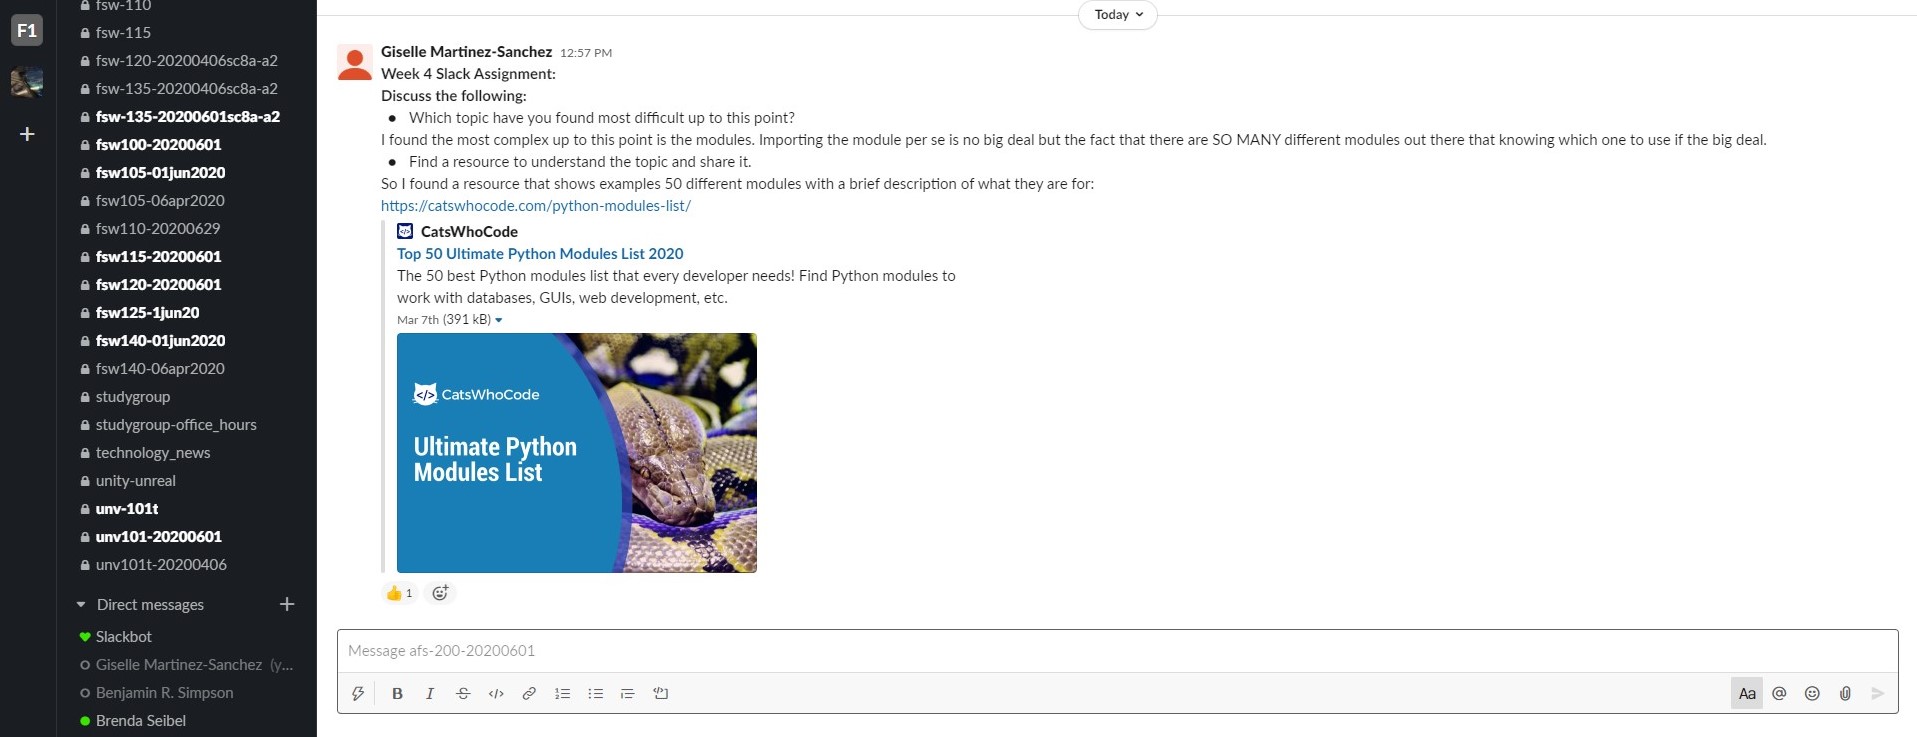 F1
fsw-110
fsw-115
fsw-120-20200406sc8a-a2
fsw-135-20200406sc8a-a2
fsw-135-20200601sc8a-a2
fsw100-20200601
fsw105-01jun2020
fsw105-06apr2020
fsw110-20200629
fsw115-20200601
fsw120-20200601
fsw125-1jun20
fsw140-01jun2020
fsw140-06apr2020
studygroup
studygroup-office_hours
technology_news
unity-unreal
unv-101t
unv101-20200601
unv101t-20200406
Direct messages
Slackbot
Giselle Martinez-Sanchez (y...
Benjamin R. Simpson
Brenda Seibel
Today
Giselle Martinez-Sanchez 12:57 PM
Week 4 Slack Assignment:
Discuss the following:
● Which topic have you found most difficult up to this point?
I found the most complex up to this point is the modules. Importing the module per se is no big deal but the fact that there are SO MANY different modules out there that knowing which one to use if the big deal.
● Find a resource to understand the topic and share it.
So I found a resource that shows examples 50 different modules with a brief description of what they are for:
https://catswhocode.com/python-modules-list/
CatsWhoCode
Top 50 Ultimate Python Modules List 2020
The 50 best Python modules list that every developer needs! Find Python modules to
work with databases, GUIs, web development, etc.
Mar 7th (391 kB)
</> CatsWhoCode
Ultimate Python
Modules List
👍 1
Message afs-200-20200601
B I S </> Aa @